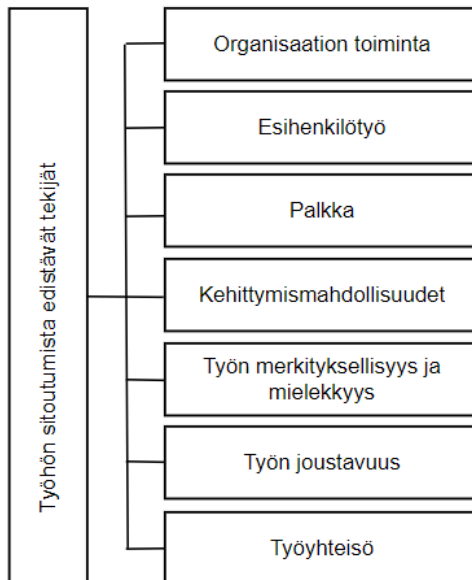 Työhön sitoutumista edistävät tekijät
Organisaation toiminta
Esihenkilötyö
Palkka
Kehittymismahdollisuudet
Työn merkityksellisyys ja
mielekkyys
Työn joustavuus
Työyhteisö